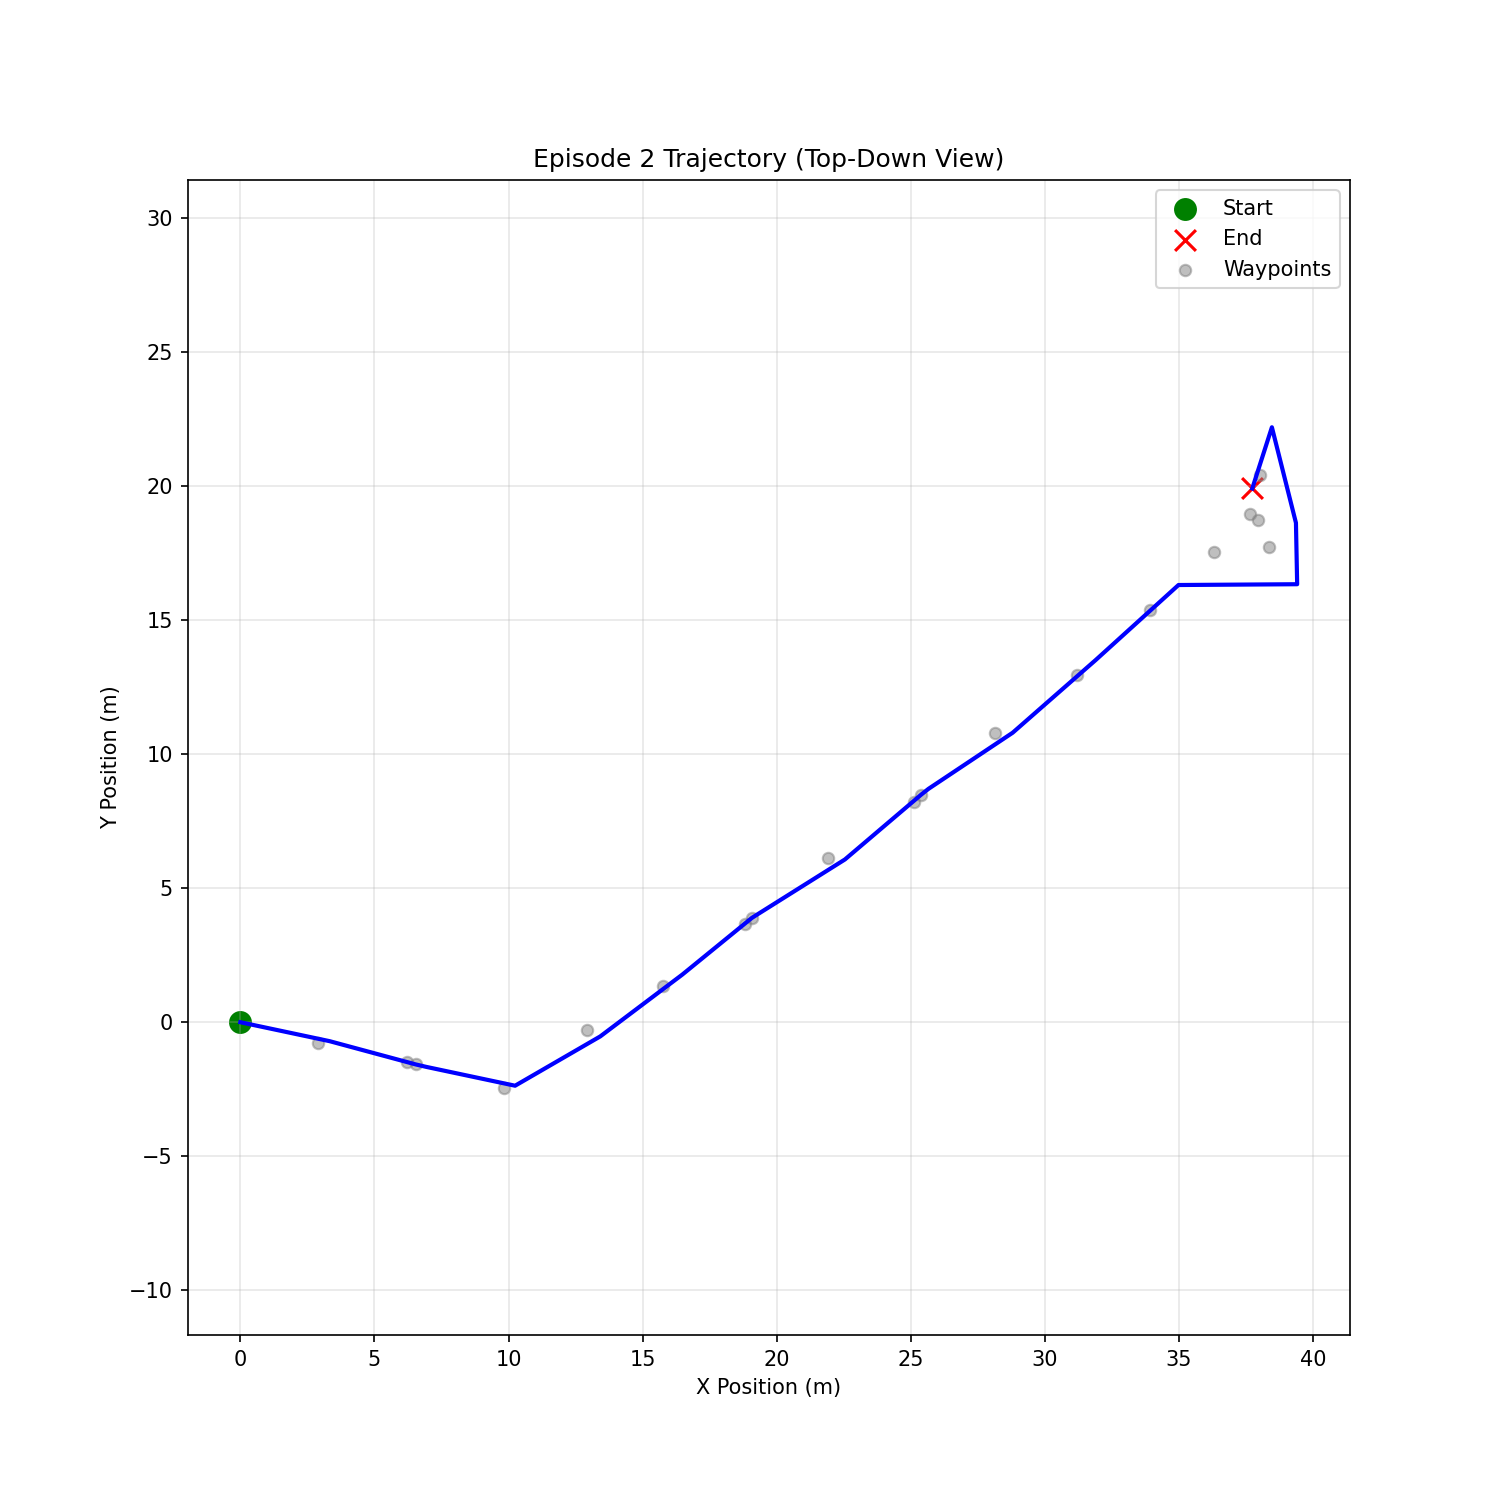 Episode 2 Trajectory (Top-Down View)
Start
End
Waypoints
30
25
20
15
10
5
0
−5
−10
Y Position (m)
0 5 10 15 20 25 30 35 40
X Position (m)